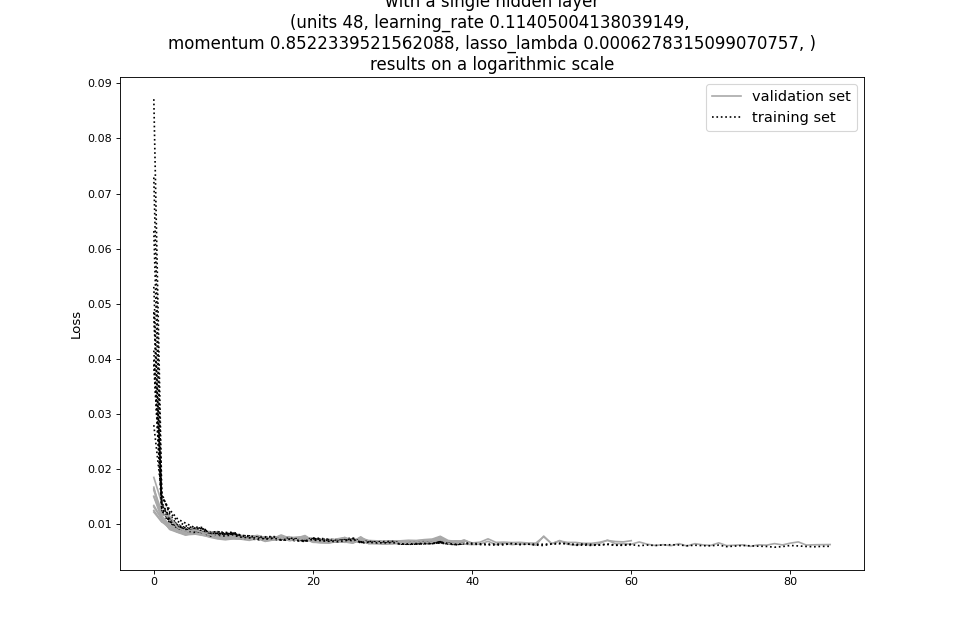 with a single hidden layer
(units 48, learning_rate 0.11405004138039149,
momentum 0.8522339521562088, lasso_lambda 0.0006278315099070757, )
results on a logarithmic scale
validation set
training set
0.09
0.08
0.07
0.06
0.05
0.04
0.03
0.02
0.01
Loss
0
20
40
60
80